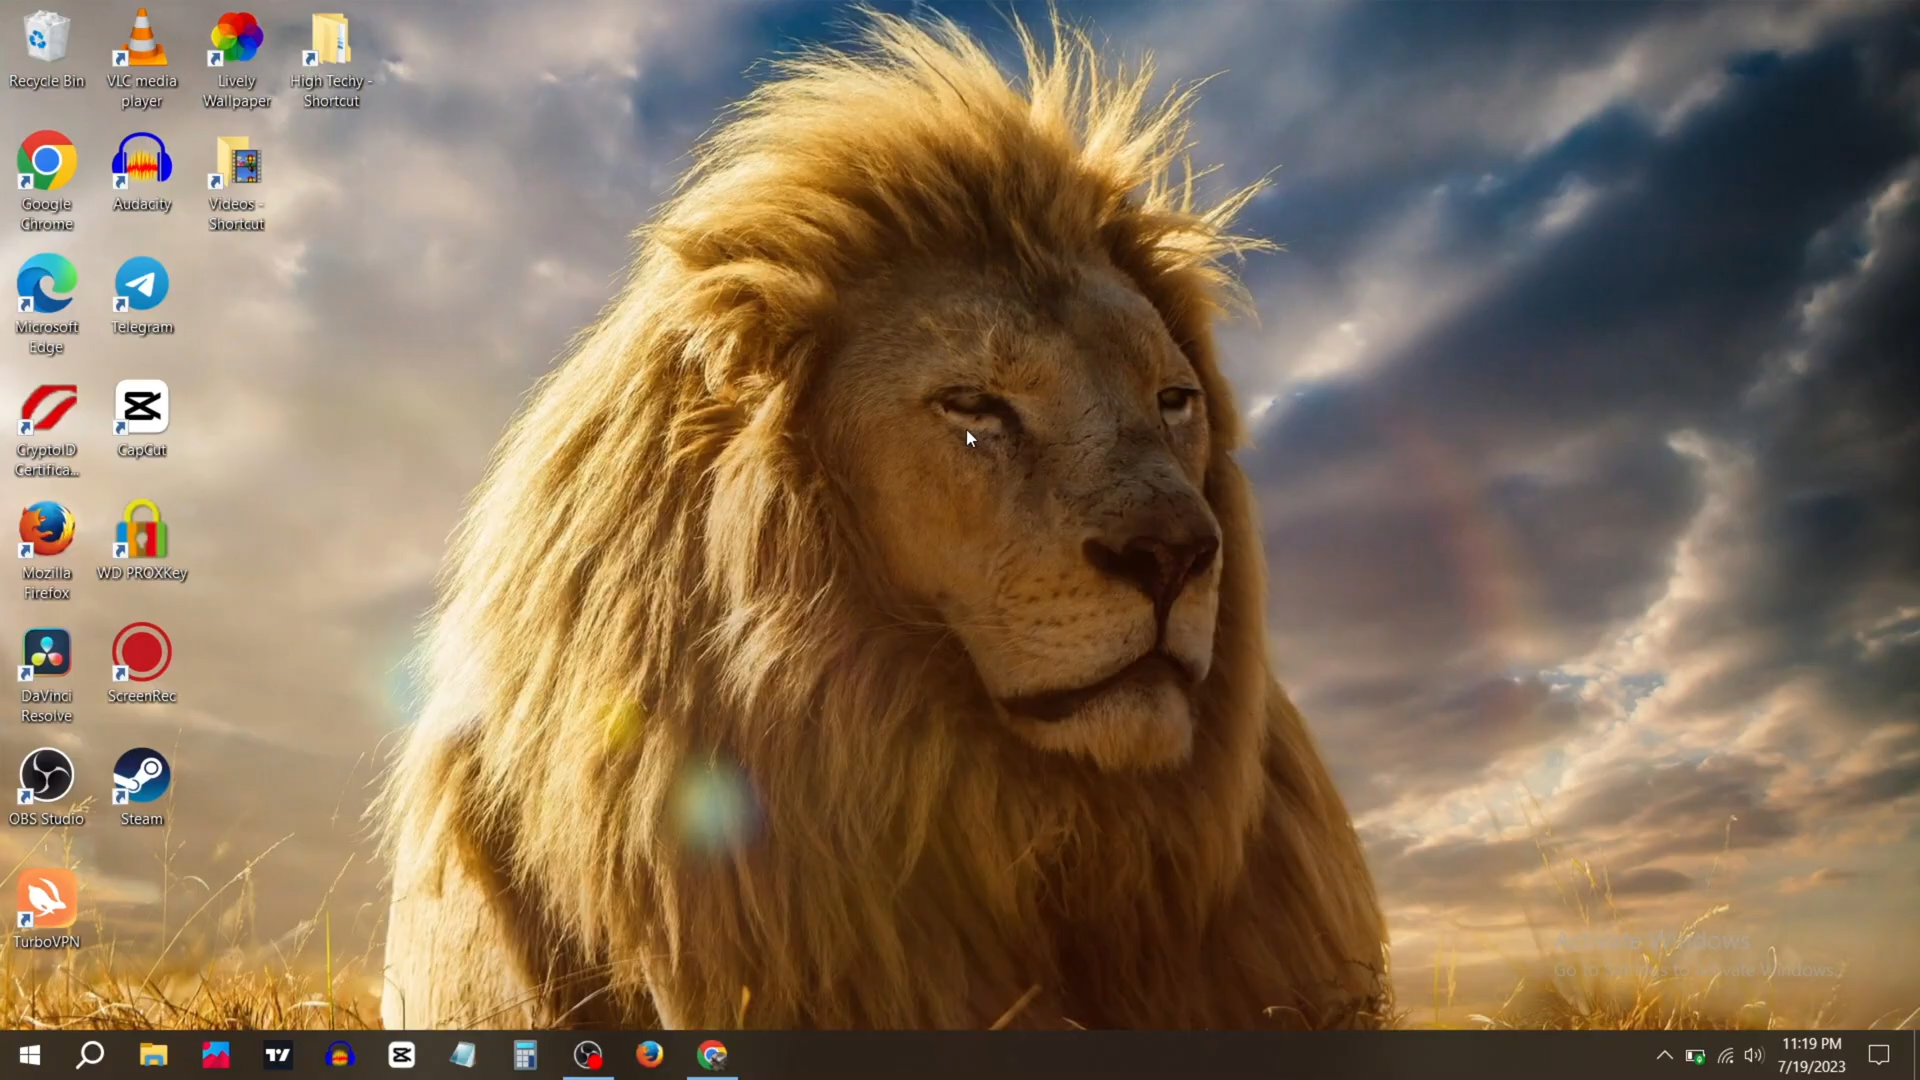 Recycle Bin
VLC media
player
Lively
Wallpaper
High Techy -
Shortcut
Google
Chrome
Audacity
Videos -
Shortcut
Microsoft
Edge
Telegram
CryptoID
Certifica...
CapCut
Mozilla
Firefox
WD PROXKey
DaVinci
Resolve
ScreenRec
OBS Studio
Steam
TurboVPN
Activate Windows
Go to Settings to activate Windows.
11:19 PM
7/19/2023